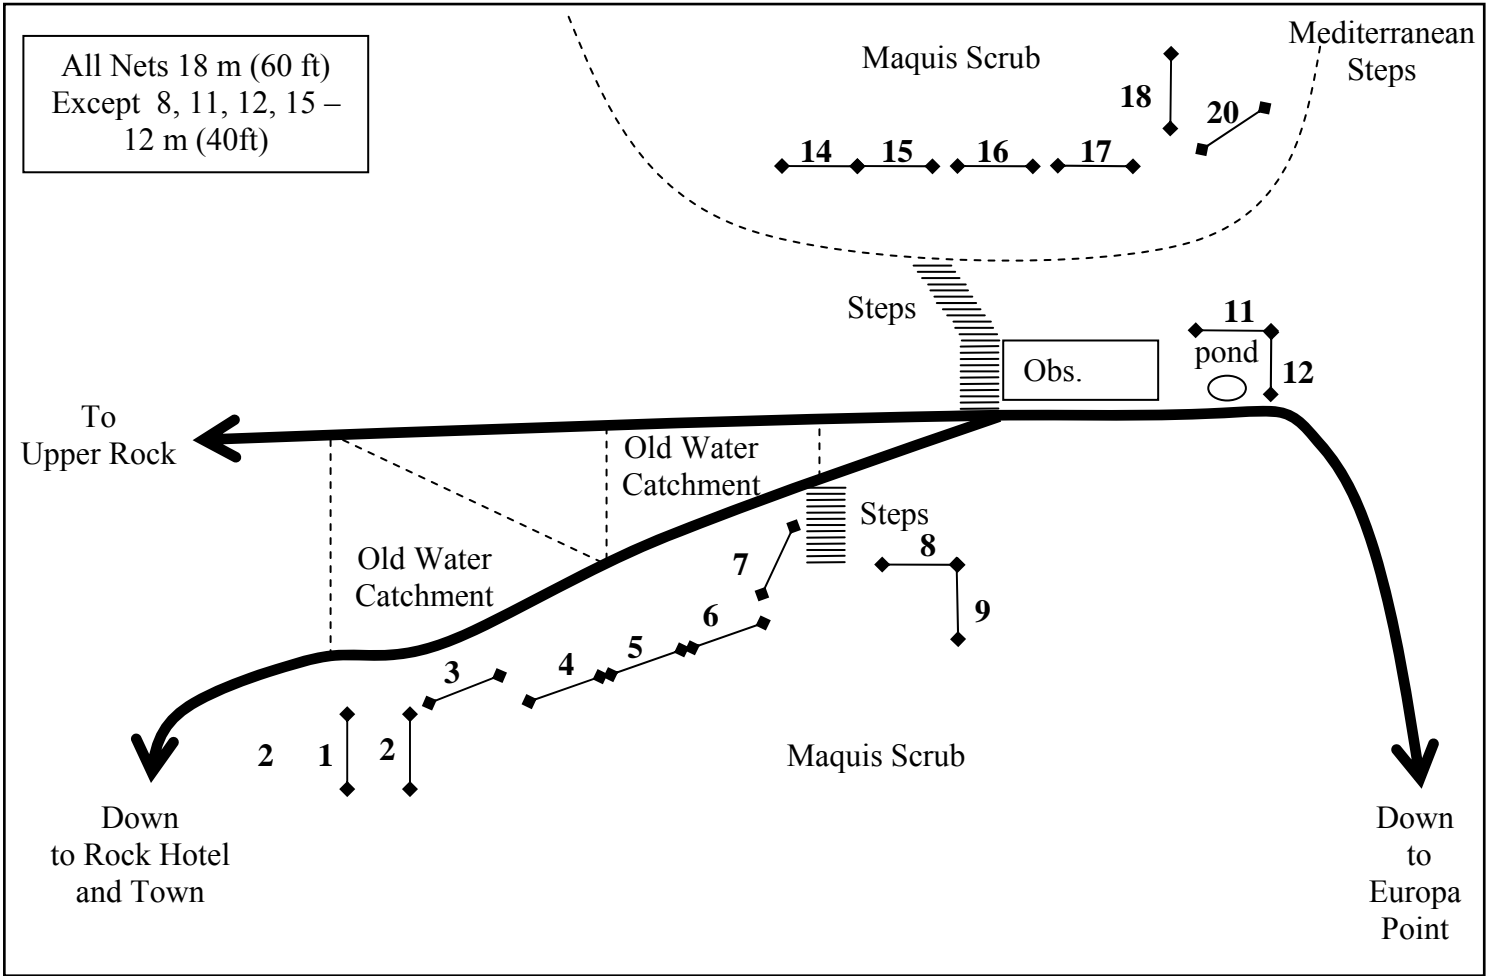 All Nets 18 m (60 ft)
Except 8, 11, 12, 15 –
12 m (40ft)
Maquis Scrub
Mediterranean
Steps
18
20
14
15
16
17
Steps
11
pond
12
Obs.
To
Upper Rock
Old Water
Catchment
Steps
Old Water
Catchment
7
8
9
6
5
4
3
2
1
2
Maquis Scrub
Down
to Rock Hotel
and Town
Down
to
Europa
Point